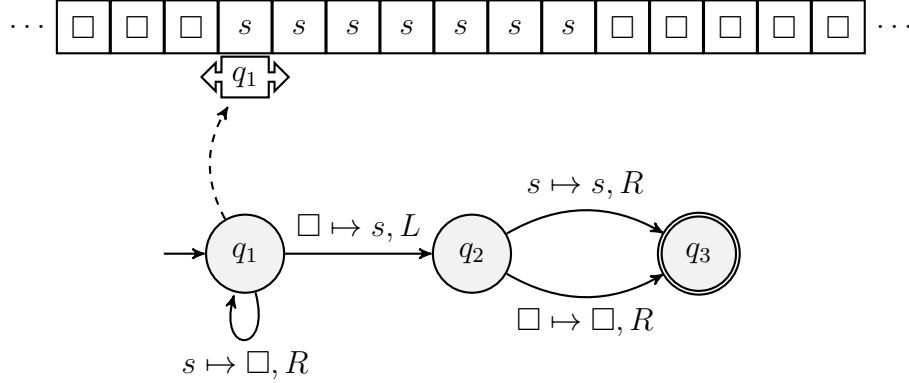 ⋯ □ □ □ s s s s s s s □ □ □ □ □ ⋯
q₁
s ↦ s, R
□ ↦ s, L
q₁ q₂ q₃
□ ↦ □, R
s ↦ □, R